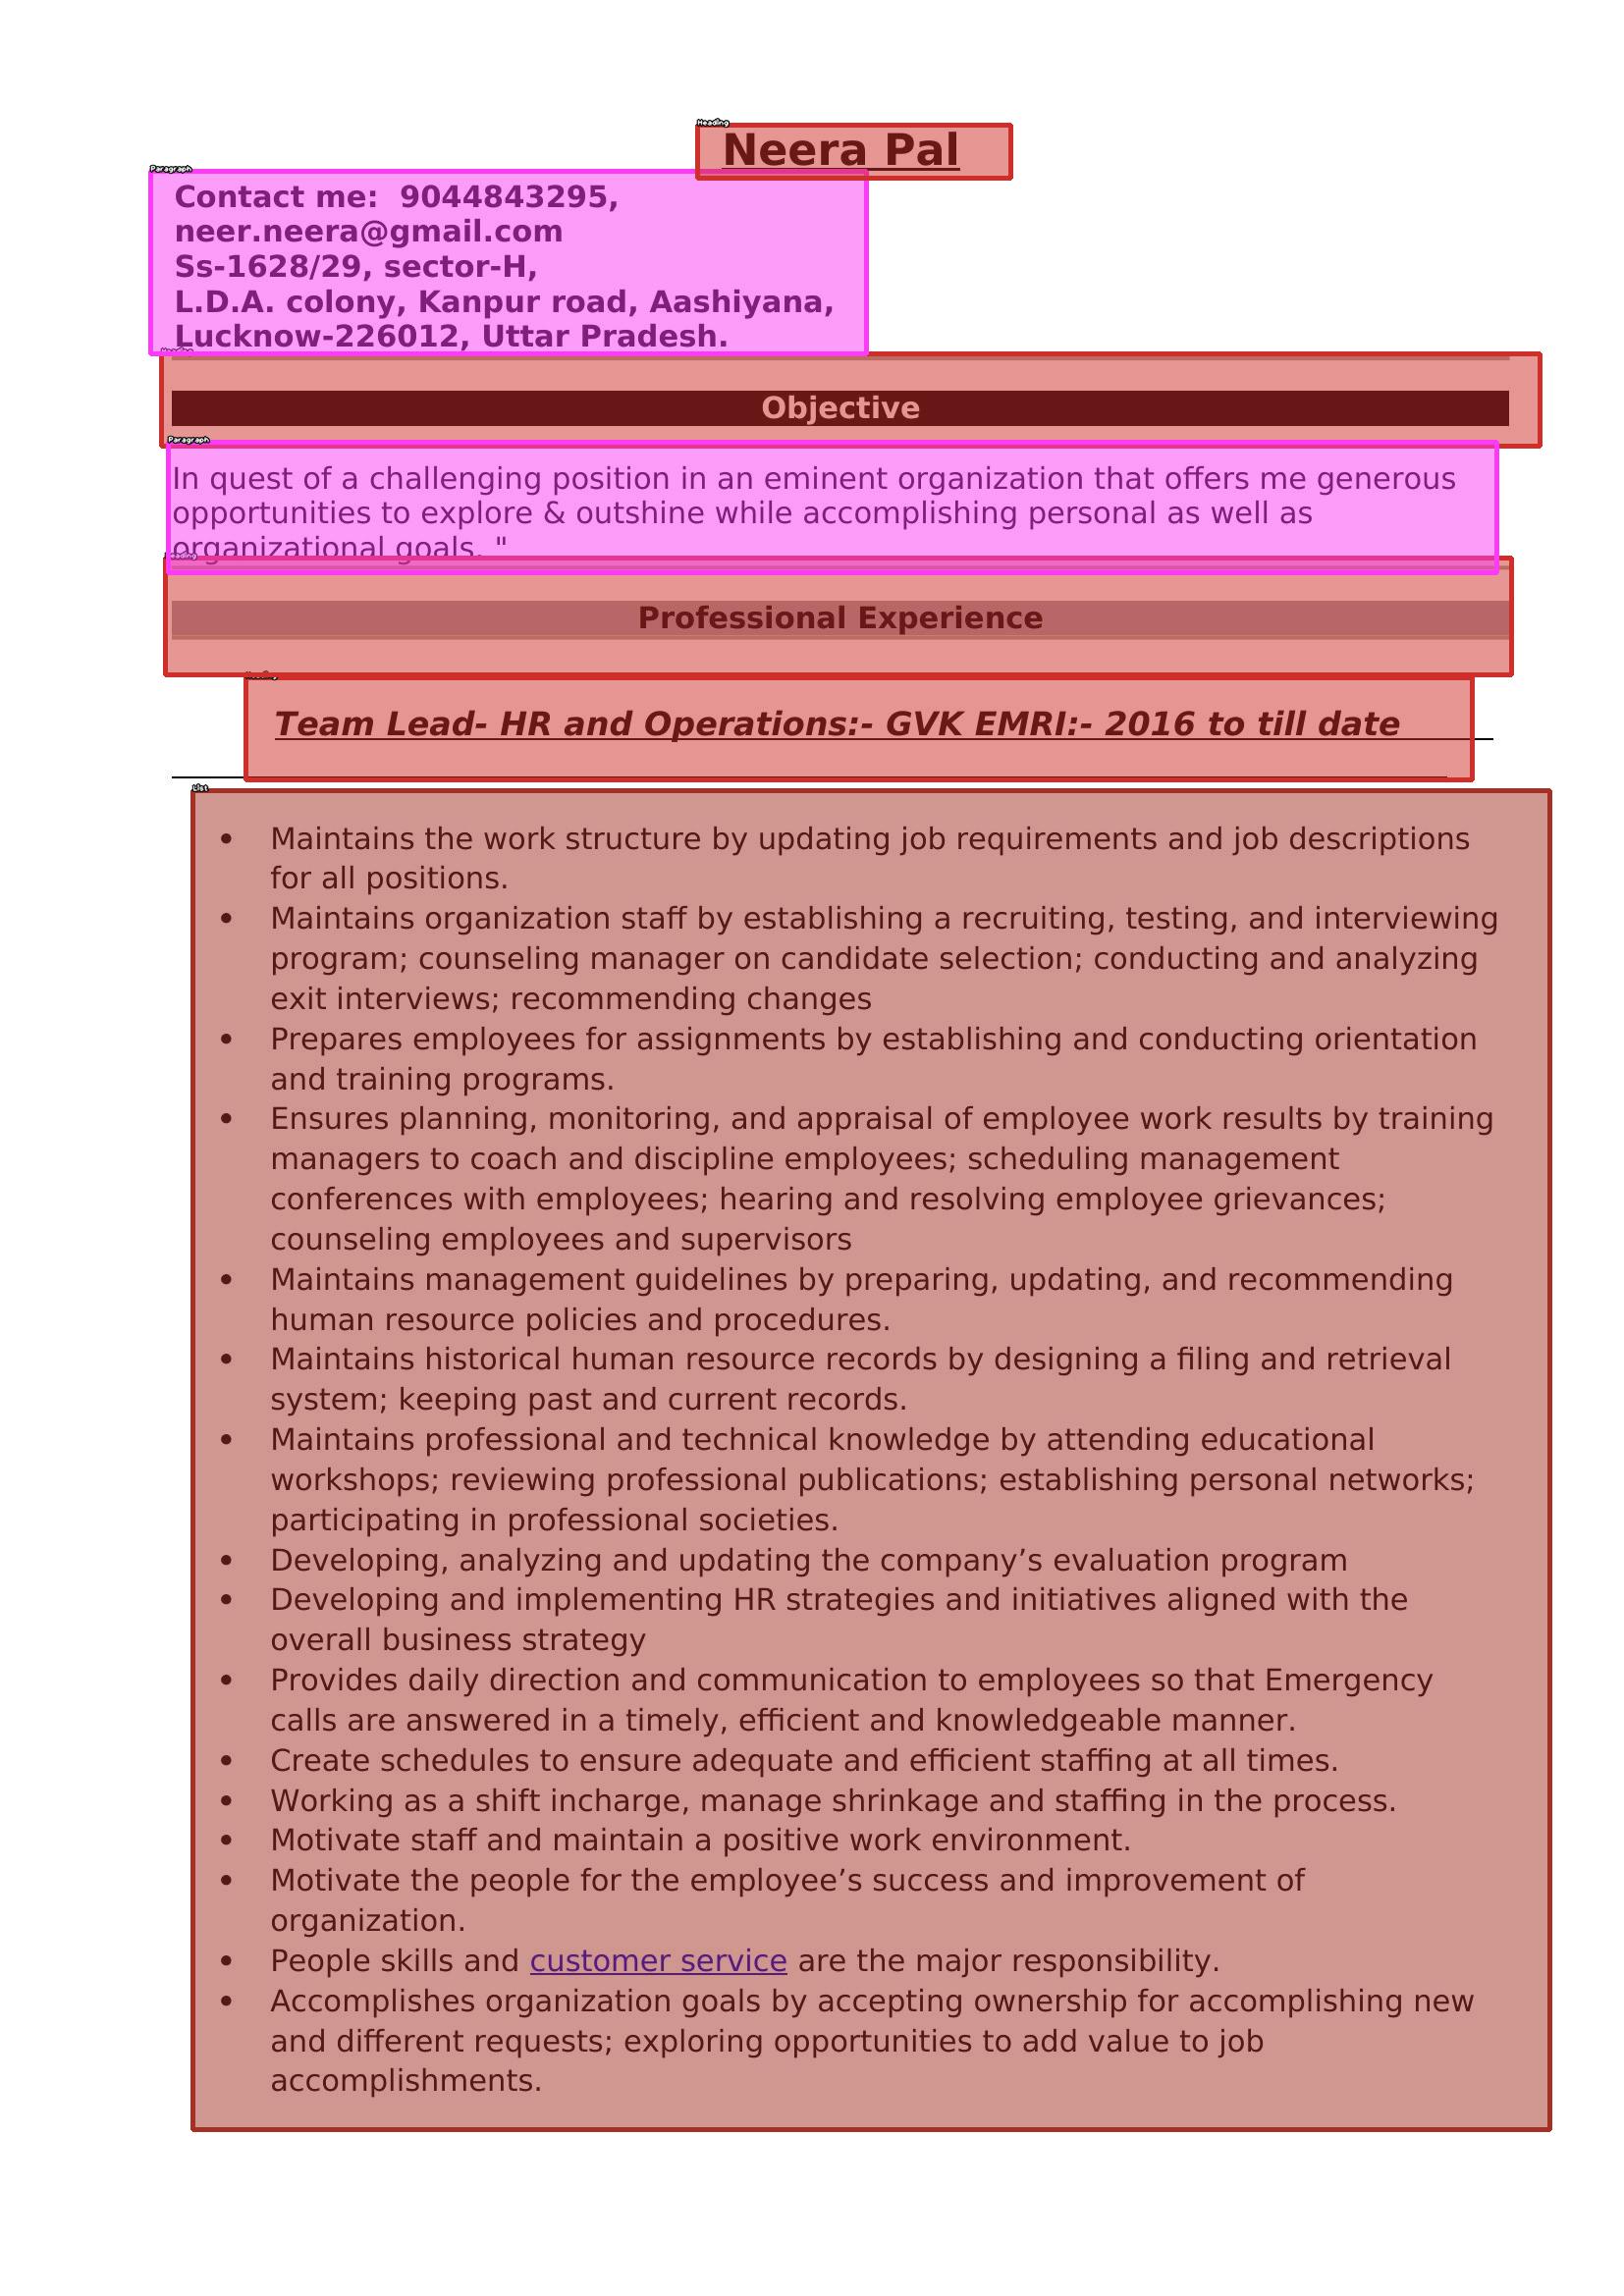 Neera Pal
Contact me:  9044843295,
neer.neera@gmail.com
Ss-1628/29, sector-H,
L.D.A. colony, Kanpur road, Aashiyana,
Lucknow-226012, Uttar Pradesh.
Objective
In quest of a challenging position in an eminent organization that offers me generous
opportunities to explore & outshine while accomplishing personal as well as
organizational goals. "
Professional Experience
Team Lead- HR and Operations:- GVK EMRI:- 2016 to till date
• Maintains the work structure by updating job requirements and job descriptions
for all positions.
• Maintains organization staff by establishing a recruiting, testing, and interviewing
program; counseling manager on candidate selection; conducting and analyzing
exit interviews; recommending changes
• Prepares employees for assignments by establishing and conducting orientation
and training programs.
• Ensures planning, monitoring, and appraisal of employee work results by training
managers to coach and discipline employees; scheduling management
conferences with employees; hearing and resolving employee grievances;
counseling employees and supervisors
• Maintains management guidelines by preparing, updating, and recommending
human resource policies and procedures.
• Maintains historical human resource records by designing a filing and retrieval
system; keeping past and current records.
• Maintains professional and technical knowledge by attending educational
workshops; reviewing professional publications; establishing personal networks;
participating in professional societies.
• Developing, analyzing and updating the company’s evaluation program
• Developing and implementing HR strategies and initiatives aligned with the
overall business strategy
• Provides daily direction and communication to employees so that Emergency
calls are answered in a timely, efficient and knowledgeable manner.
• Create schedules to ensure adequate and efficient staffing at all times.
• Working as a shift incharge, manage shrinkage and staffing in the process.
• Motivate staff and maintain a positive work environment.
• Motivate the people for the employee’s success and improvement of
organization.
• People skills and customer service are the major responsibility.
• Accomplishes organization goals by accepting ownership for accomplishing new
and different requests; exploring opportunities to add value to job
accomplishments.